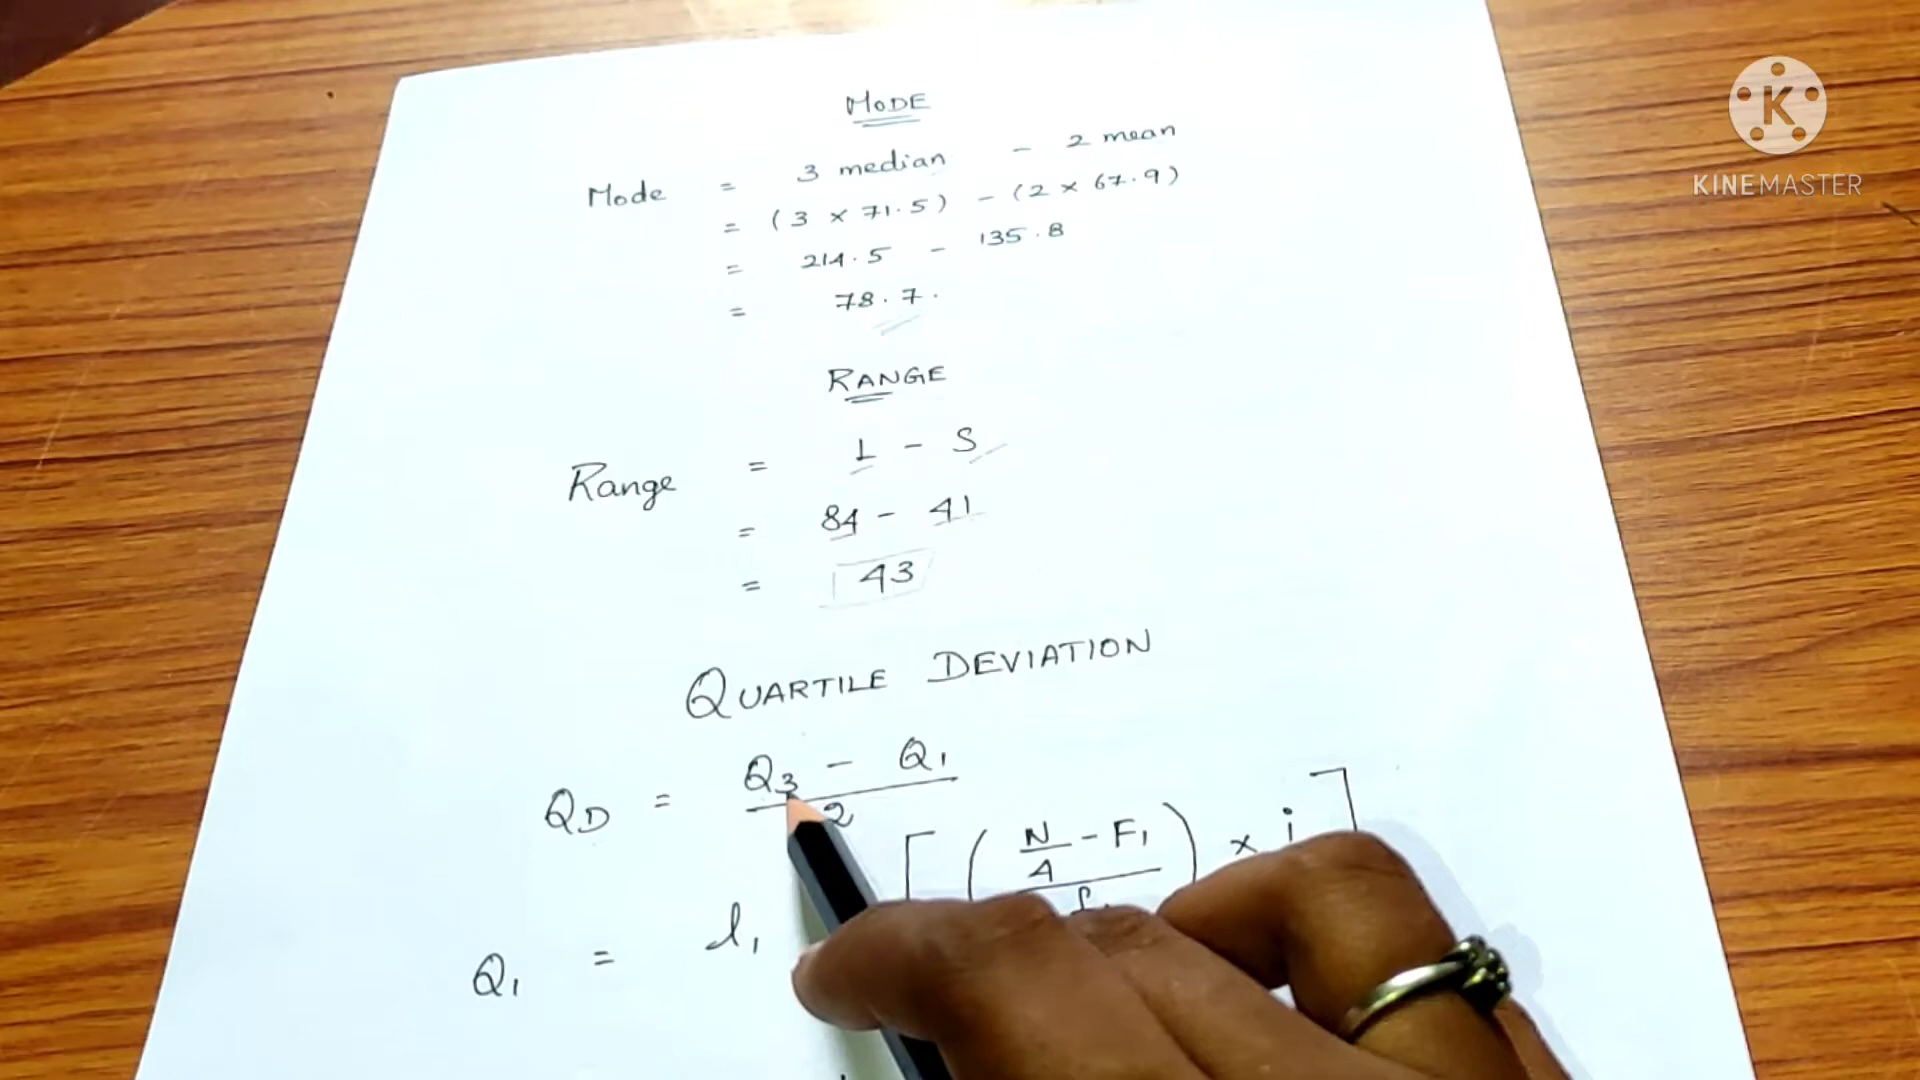 MODE
Mode = 3 median - 2 mean
= (3 × 71.5) - (2 × 67.9)
= 214.5 - 135.8
= 78.7.
RANGE
Range = L - S
= 84 - 41
= 43
QUARTILE DEVIATION
QD = Q3 - Q1
2
[ ( N/4 - F1 ) × i ]
Q1 = l1
K
KINEMASTER